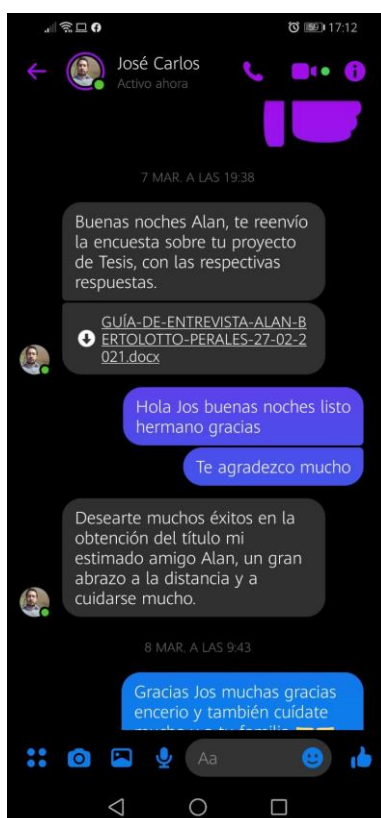 17:12
José Carlos
Activo ahora
7 MAR. A LAS 19:38
Buenas noches Alan, te reenvío
la encuesta sobre tu proyecto
de Tesis, con las respectivas
respuestas.
GUÍA-DE-ENTREVISTA-ALAN-B
ERTOLOTTO-PERALES-27-02-2
021.docx
Hola Jos buenas noches listo
hermano gracias
Te agradezco mucho
Desearte muchos éxitos en la
obtención del título mi
estimado amigo Alan, un gran
abrazo a la distancia y a
cuidarse mucho.
8 MAR. A LAS 9:43
Gracias Jos muchas gracias
encerio y también cuídate
mucho y a tu familia
Aa